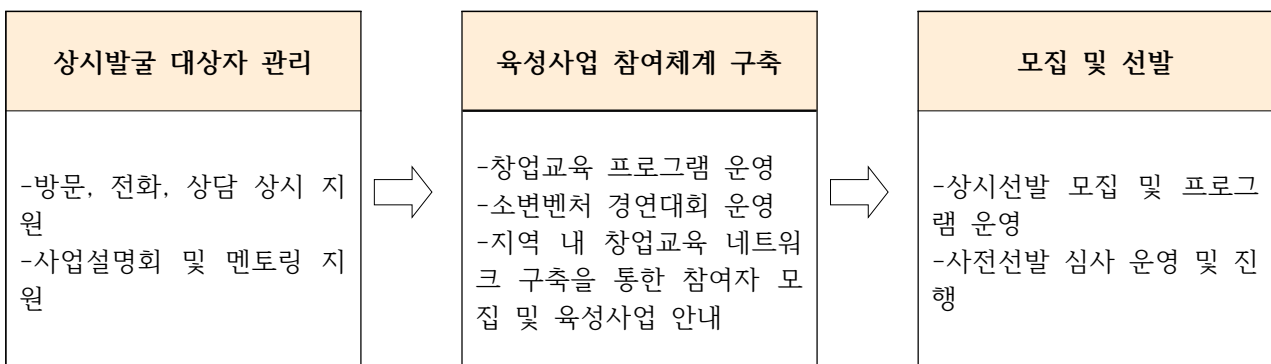 상시발굴 대상자 관리
-방문, 전화, 상담 상시 지
원
-사업설명회 및 멘토링 지
원
육성사업 참여체계 구축
-창업교육 프로그램 운영
-소변벤처 경연대회 운영
-지역 내 창업교육 네트워
크 구축을 통한 참여자 모
집 및 육성사업 안내
모집 및 선발
-상시선발 모집 및 프로그
램 운영
-사전선발 심사 운영 및 진
행